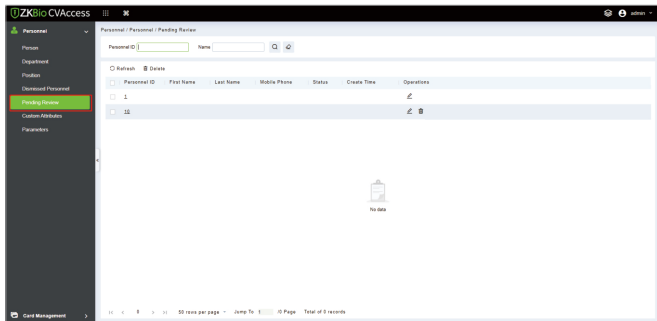 ZKBio CVAccess
admin
Personnel
Person
Department
Position
Dismissed Personnel
Pending Review
Custom Attributes
Parameters
Card Management
Personnel / Personnel / Pending Review
Personnel ID Name
Refresh Delete
Personnel ID First Name Last Name Mobile Phone Status Create Time Operations
1
10
No data
0 50 rows per page Jump To 1 /0 Page Total of 0 records